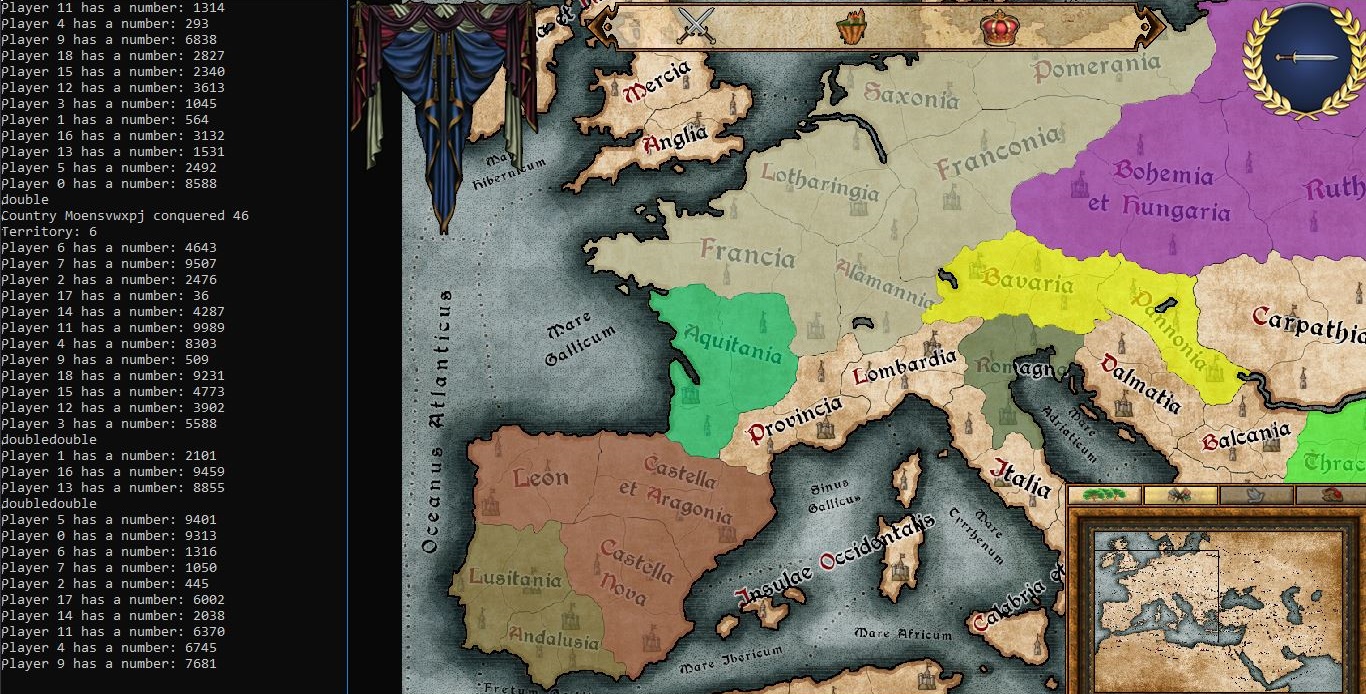 Player 11 has a number: 1314
Player 4 has a number: 293
Player 9 has a number: 6838
Player 18 has a number: 2827
Player 15 has a number: 2340
Player 12 has a number: 3613
Player 3 has a number: 1045
Player 1 has a number: 564
Player 16 has a number: 3132
Player 13 has a number: 1531
Player 5 has a number: 2492
Player 0 has a number: 8588
double
Country Moensvwxpj conquered 46
Territory: 6
Player 6 has a number: 4643
Player 7 has a number: 9507
Player 2 has a number: 2476
Player 17 has a number: 36
Player 14 has a number: 4287
Player 11 has a number: 9989
Player 4 has a number: 8303
Player 9 has a number: 509
Player 18 has a number: 9231
Player 15 has a number: 4773
Player 12 has a number: 3902
Player 3 has a number: 5588
doubledouble
Player 1 has a number: 2101
Player 16 has a number: 9459
Player 13 has a number: 8855
doubledouble
Player 5 has a number: 9401
Player 0 has a number: 9313
Player 6 has a number: 1316
Player 7 has a number: 1050
Player 2 has a number: 445
Player 17 has a number: 6002
Player 14 has a number: 2038
Player 11 has a number: 6370
Player 4 has a number: 6745
Player 9 has a number: 7681
Mercia
Anglia
Hibernicum
Pomerania
Saxonia
Franconia
Lotharingia
Bohemia
et Hungaria
Ruth
Francia
Alamannia
Bavaria
Pannonia
Carpathia
Mare
Gallicum
Aquitania
Lombardia
Romagna
Dalmatia
Provincia
Balcania
Mare
Adriaticum
Thrac
Italia
Oceanus Atlanticus
León
Castella
et Aragonia
Sinus
Gallicus
Mare
Tyrrhenum
Castella
Nova
Lusitania
Andalusia
Insulae Occidentalis
Calabria et
Mare Africum
Mare Ibericum
Fretum